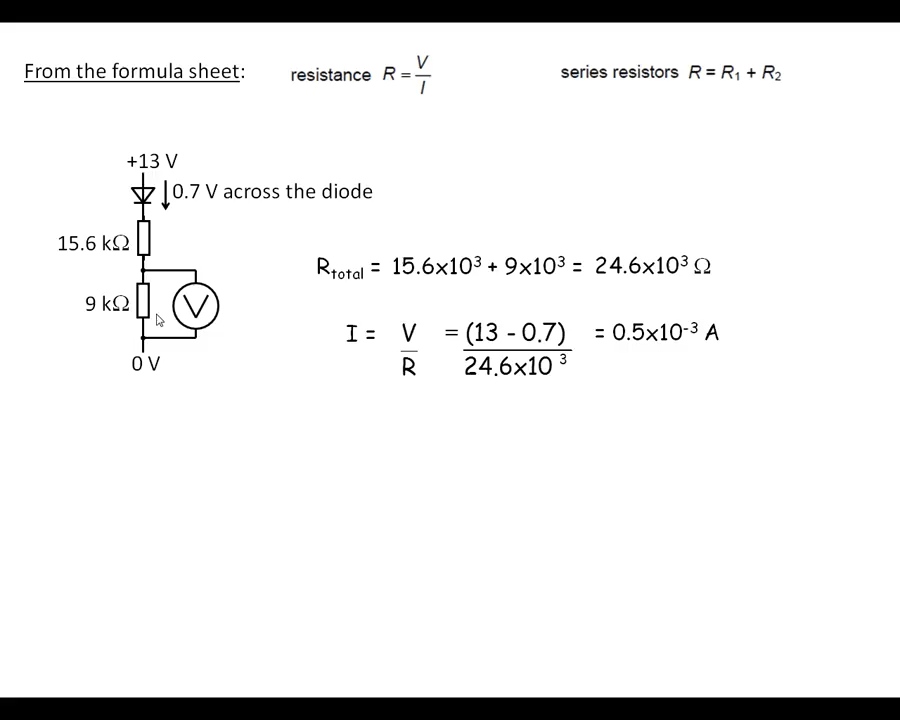 From the formula sheet:
resistance R = V/I
series resistors R = R₁ + R₂
+13 V
0.7 V across the diode
15.6 kΩ
9 kΩ
V
0 V
Rtotal = 15.6x10³ + 9x10³ = 24.6x10³ Ω
I = V/R = (13 - 0.7)/24.6x10³ = 0.5x10⁻³ A